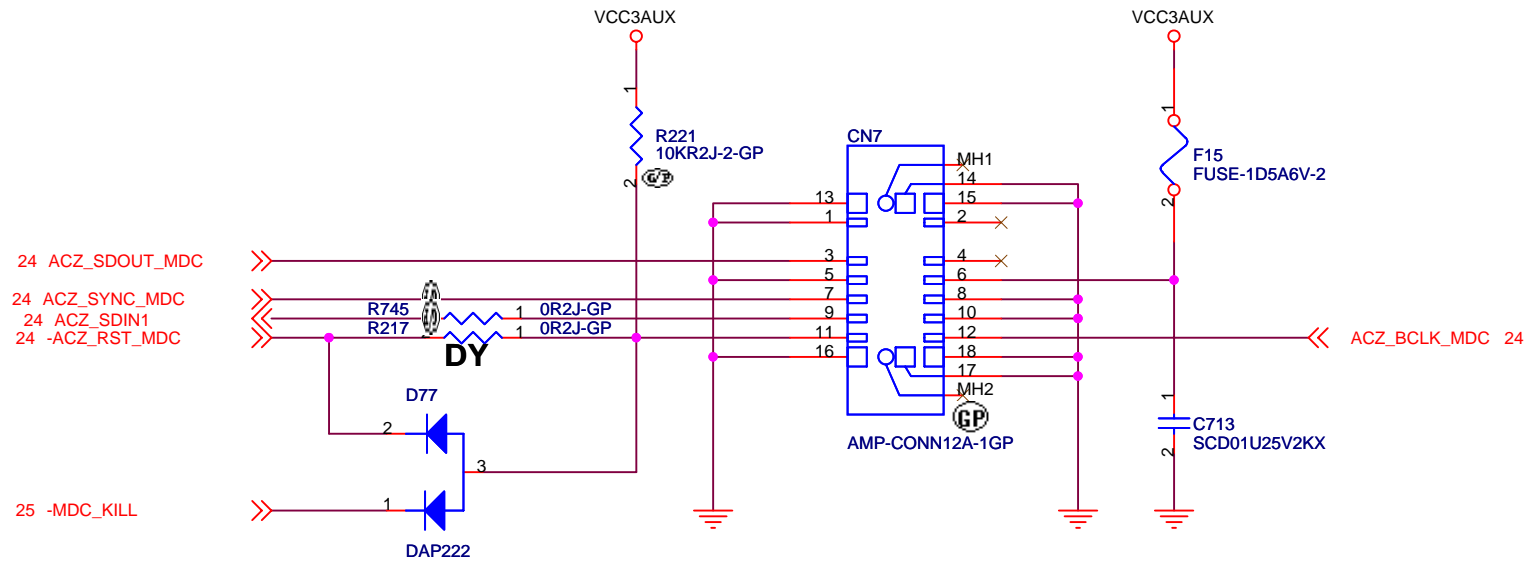 VCC3AUX
VCC3AUX
1
R221
10KR2J-2-GP
2
G/P
CN7
1
F15
FUSE-1D5A6V-2
2
MH1
14
13
15
1
2
24 ACZ_SDOUT_MDC
3
4
5
6
24 ACZ_SYNC_MDC
7
8
R745
1
0R2J-GP
24 ACZ_SDIN1
9
10
R217
1
0R2J-GP
24 -ACZ_RST_MDC
11
12
ACZ_BCLK_MDC 24
DY
16
18
17
MH2
GP
D77
2
3
AMP-CONN12A-1GP
1
C713
SCD01U25V2KX
2
25 -MDC_KILL
1
DAP222